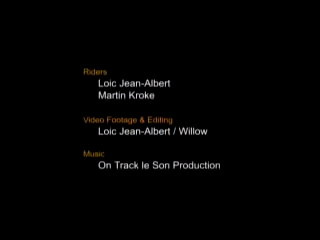 Riders
Loic Jean-Albert
Martin Kroke
Video Footage & Editing
Loic Jean-Albert / Willow
Music
On Track le Son Production